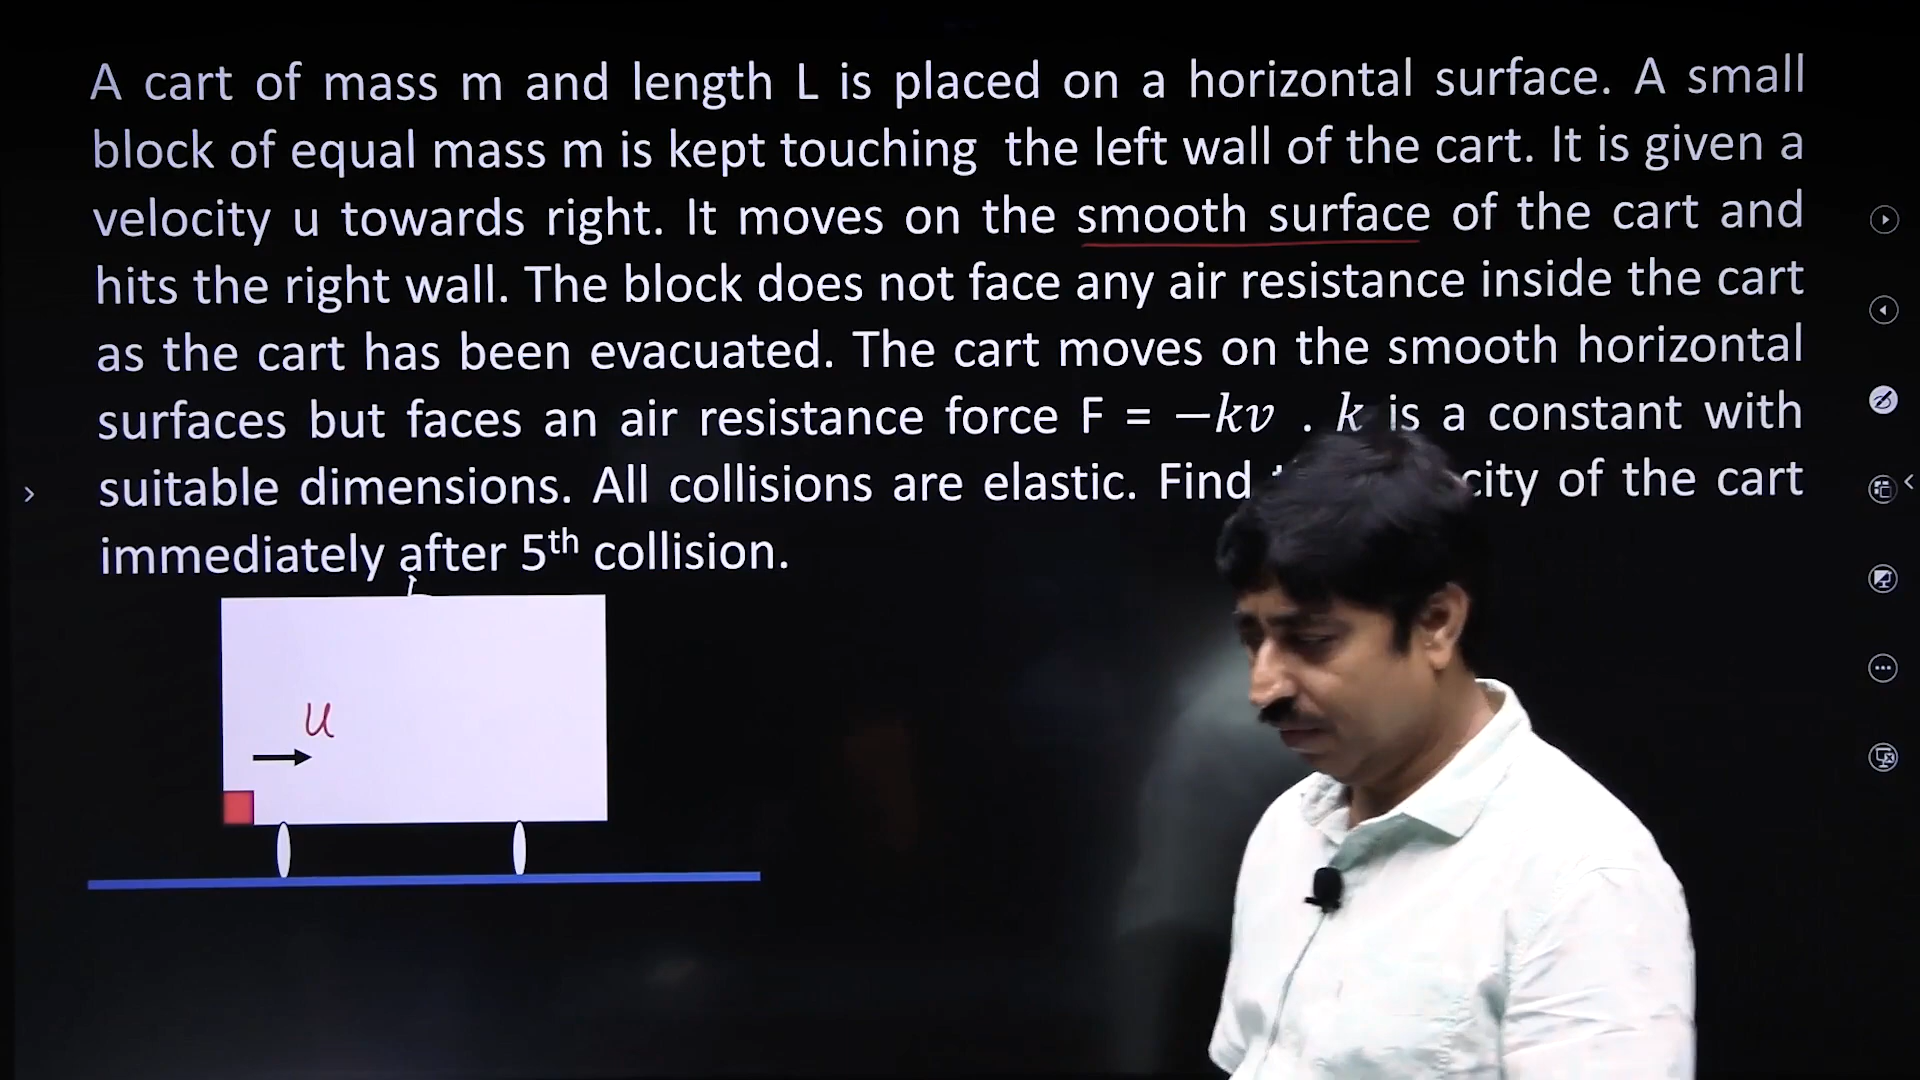 A cart of mass m and length L is placed on a horizontal surface. A small
block of equal mass m is kept touching the left wall of the cart. It is given a
velocity u towards right. It moves on the smooth surface of the cart and
hits the right wall. The block does not face any air resistance inside the cart
as the cart has been evacuated. The cart moves on the smooth horizontal
surfaces but faces an air resistance force F = −kv . k is a constant with
suitable dimensions. All collisions are elastic. Find of the cart
immediately after 5th collision.
u